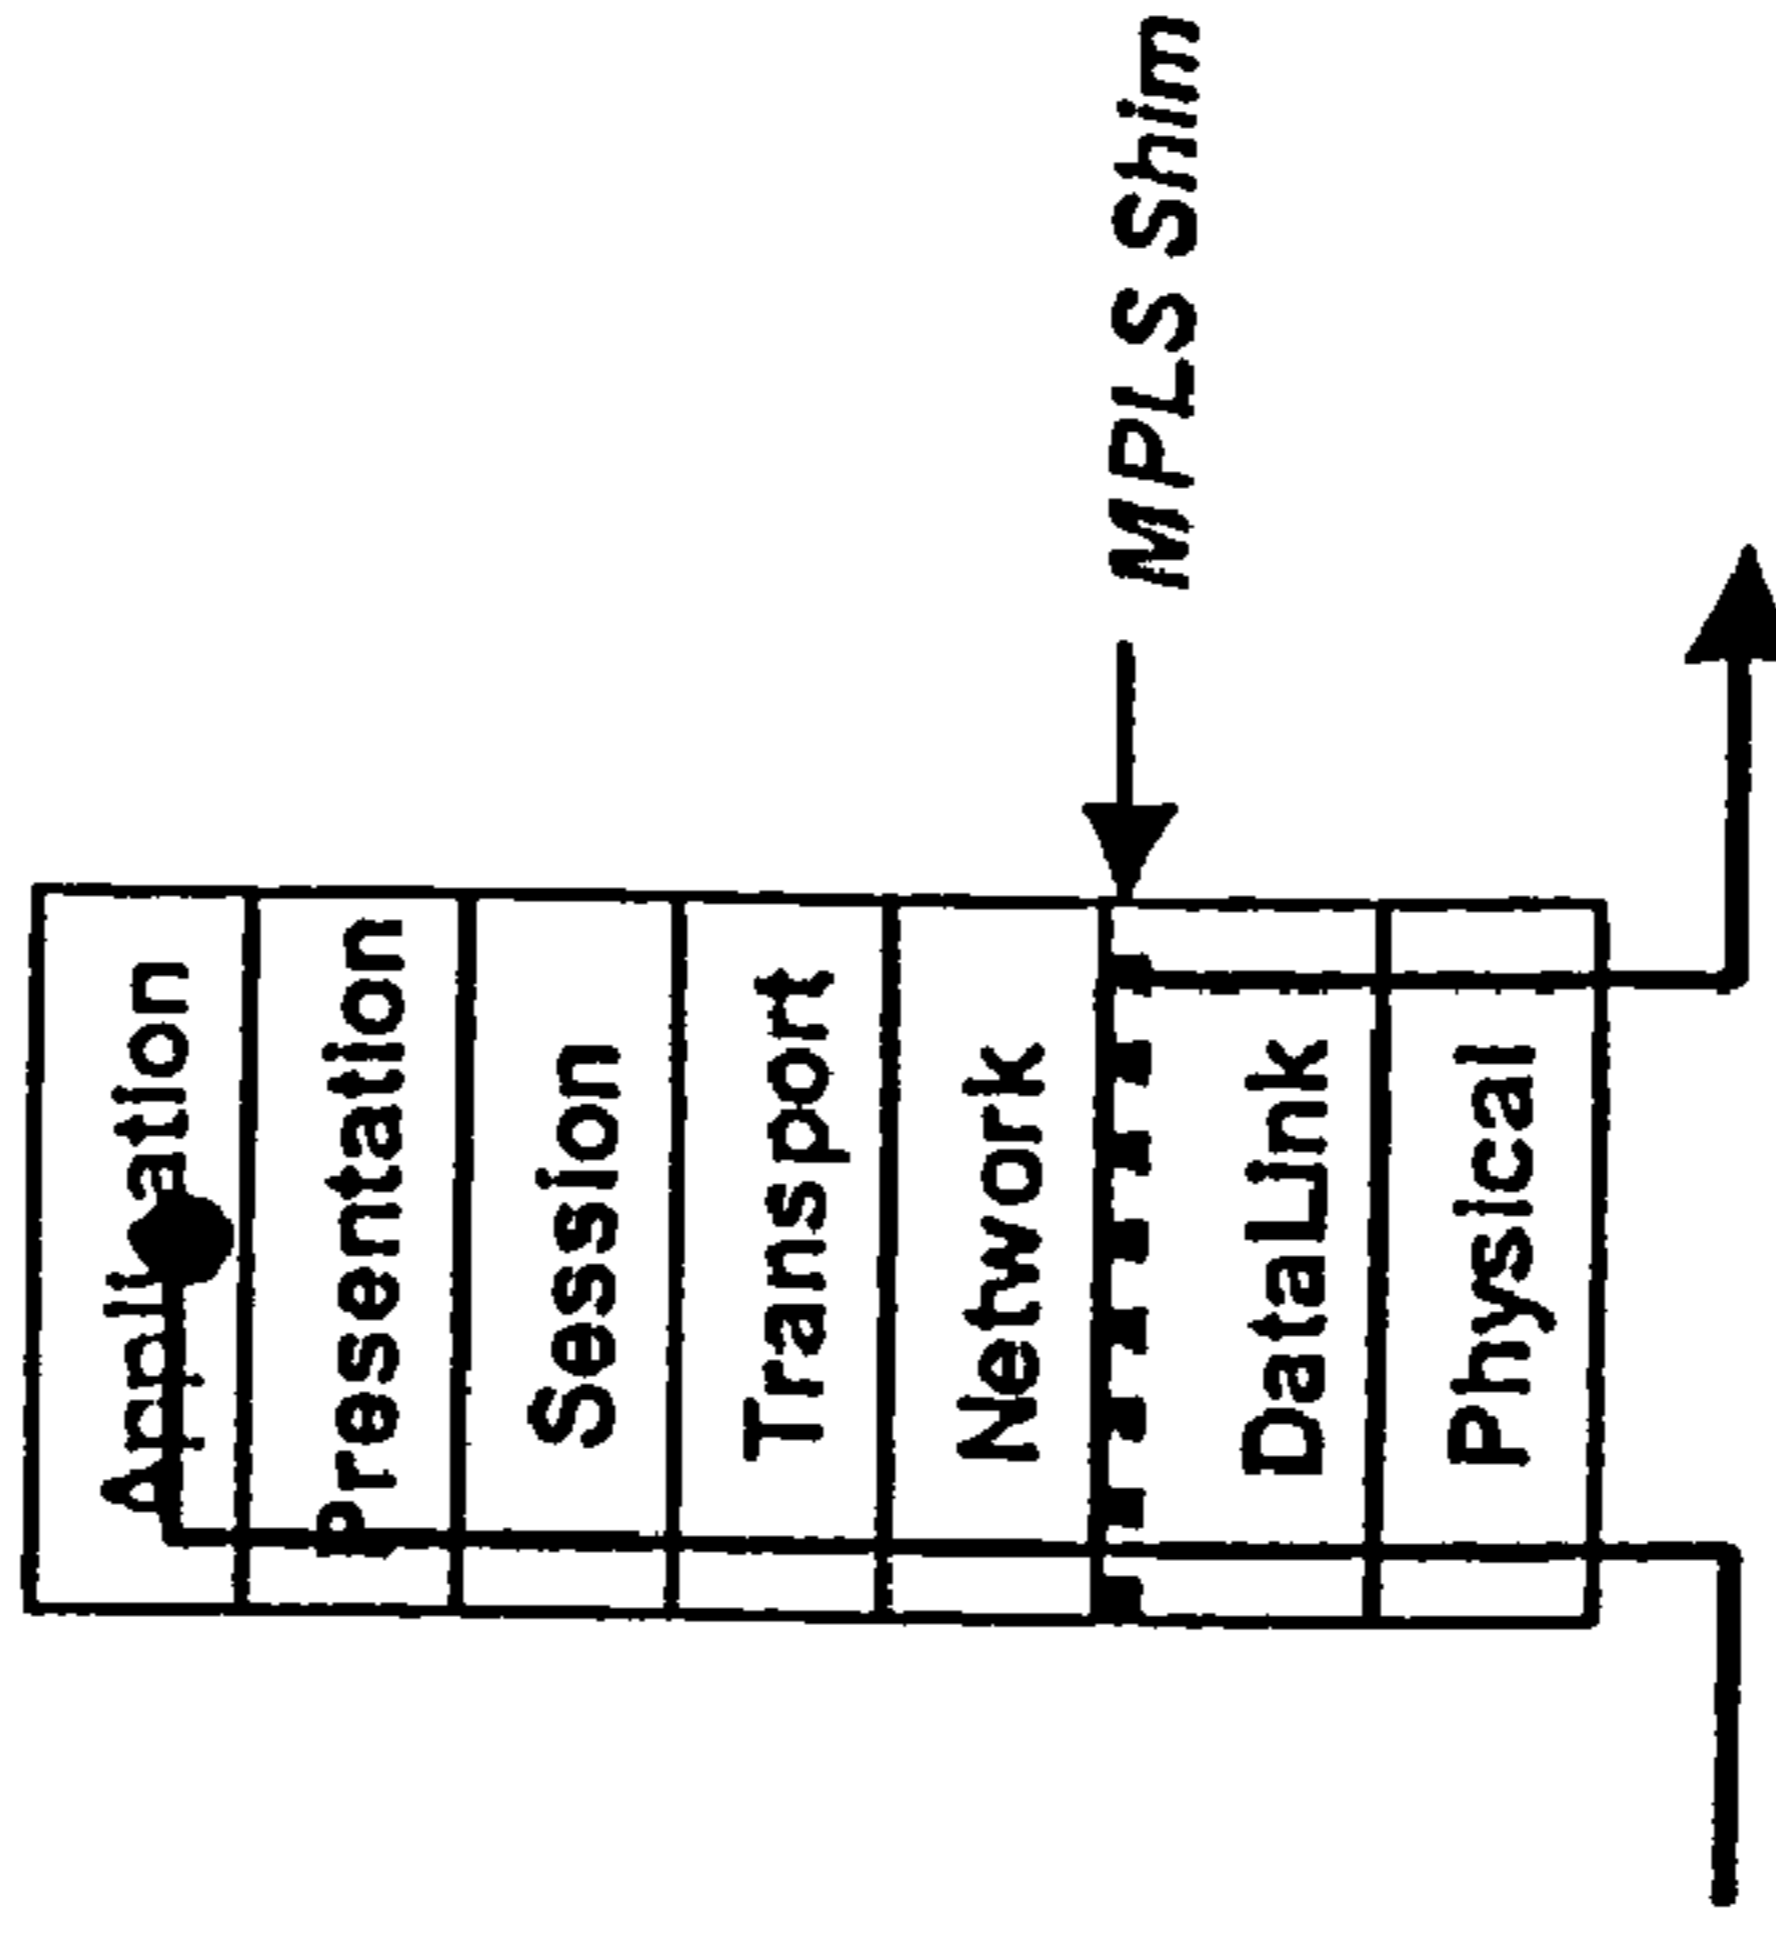 Application
Presentation
Session
Transport
Network
MPLS Shim
DataLink
Physical